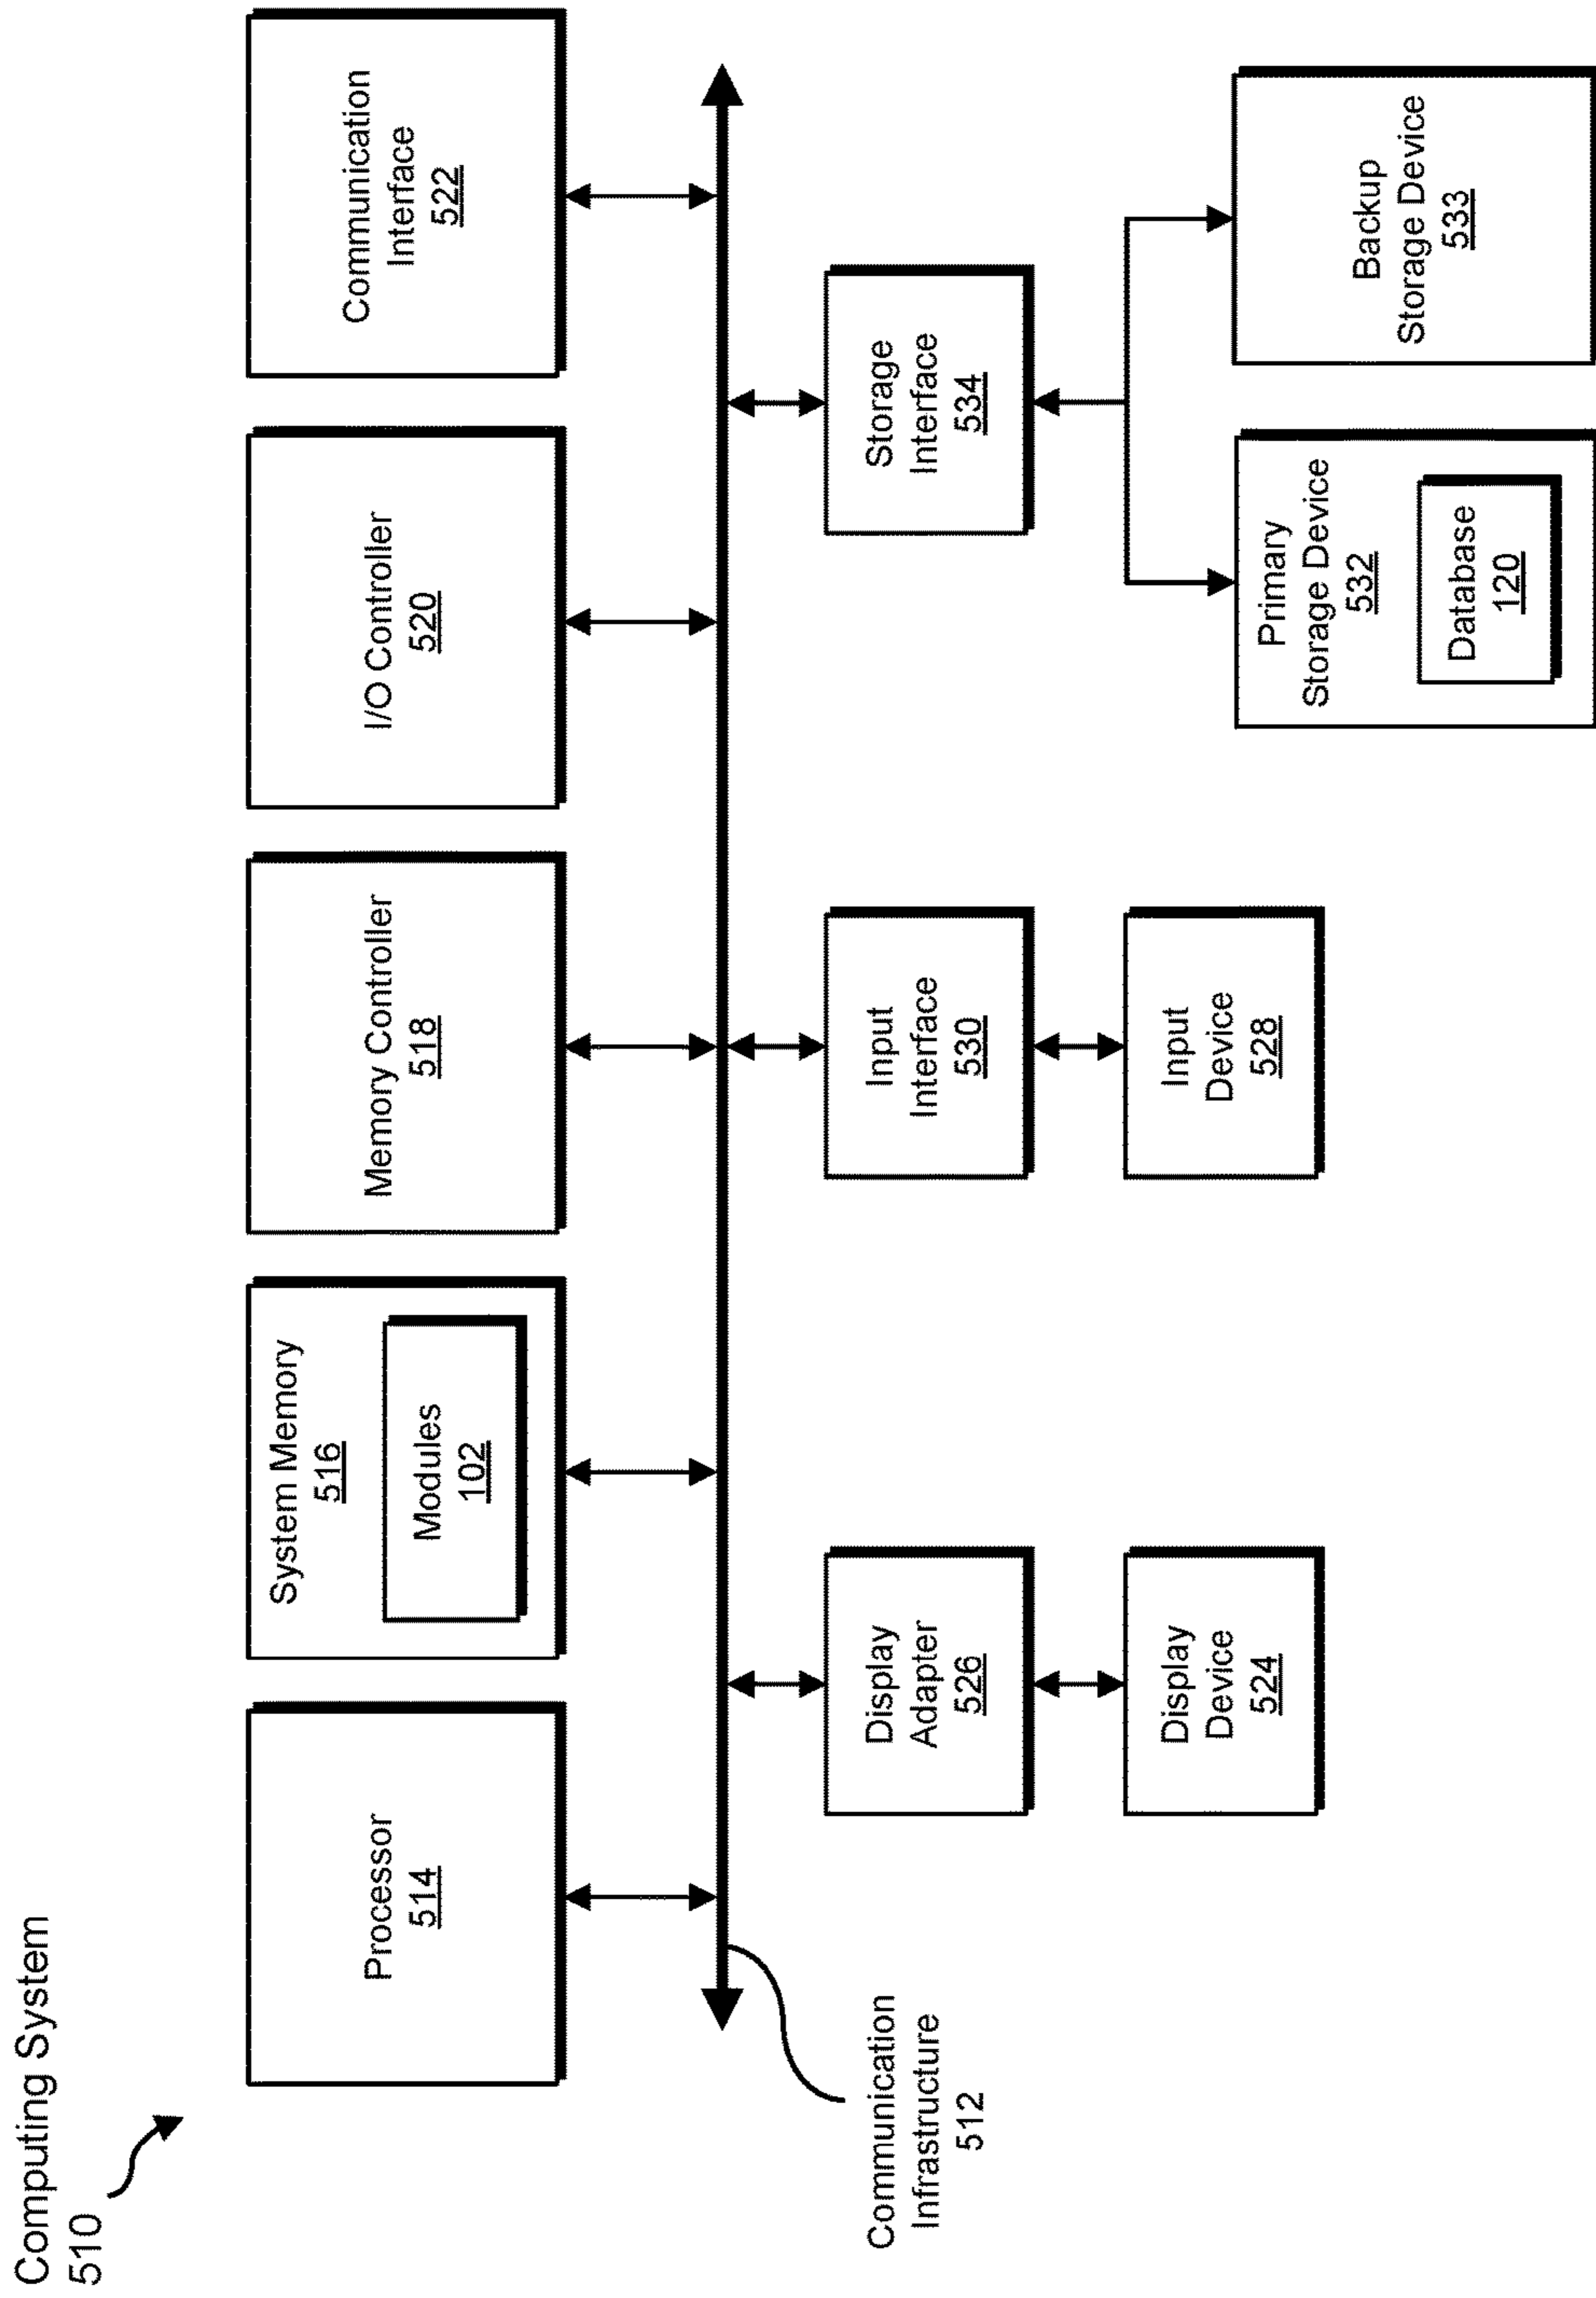 Computing System
510
Processor
514
System Memory
516
Modules
102
Memory Controller
518
I/O Controller
520
Communication
Interface
522
Communication
Infrastructure
512
Display
Adapter
526
Input
Interface
530
Storage
Interface
534
Display
Device
524
Input
Device
528
Primary
Storage Device
532
Database
120
Backup
Storage Device
533